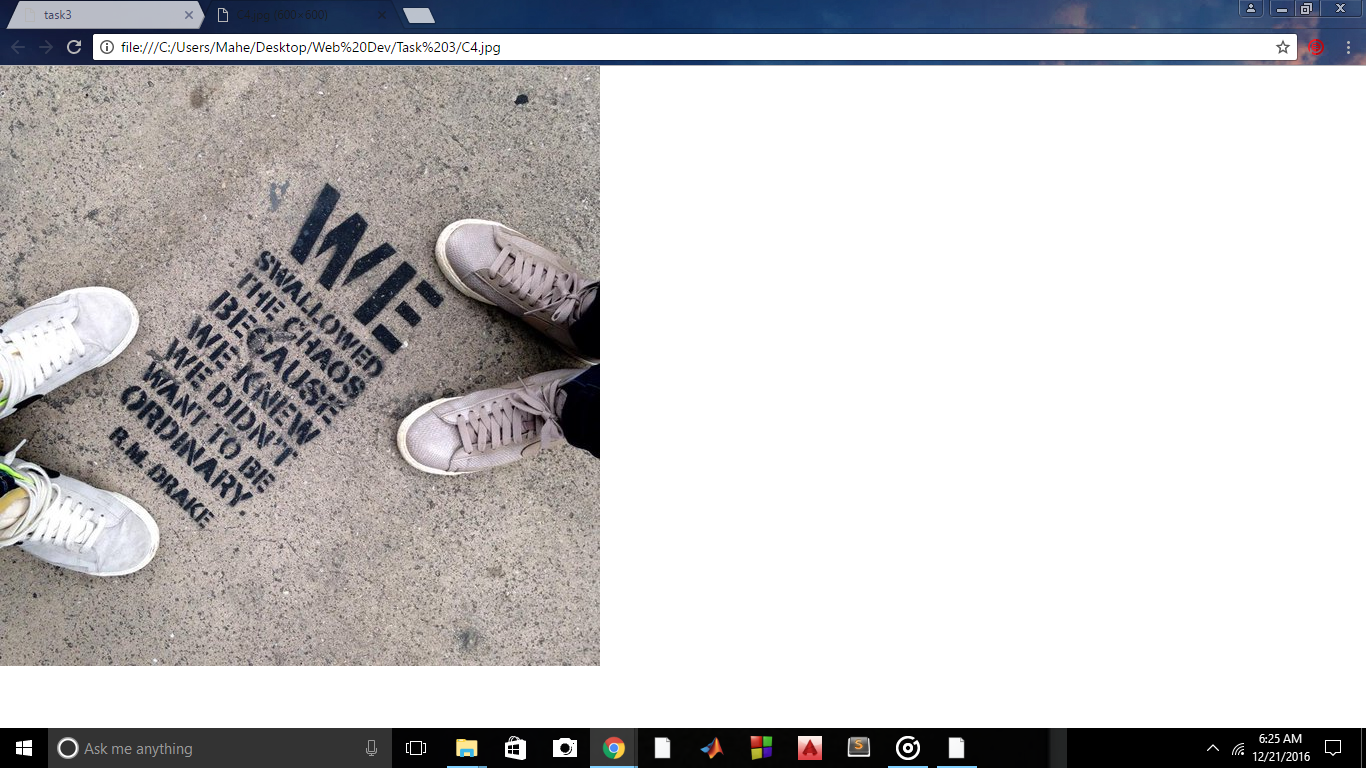 task3
C4.jpg (600×600)
file:///C:/Users/Mahe/Desktop/Web%20Dev/Task%203/C4.jpg
WE
SWALLOWED
THE CHAOS
BECAUSE
WE KNEW
WE DIDN'T
WANT TO BE
ORDINARY.
R.M. DRAKE
Ask me anything
6:25 AM
12/21/2016